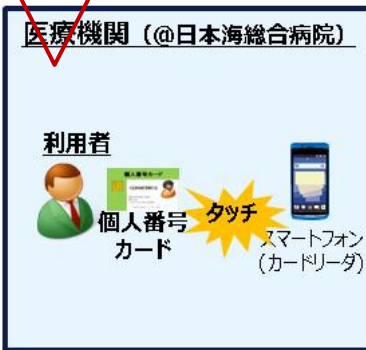 医療機関（@日本海総合病院）
利用者
個人番号カード
個人番号
カード
タッチ
スマートフォン
(カードリーダ)